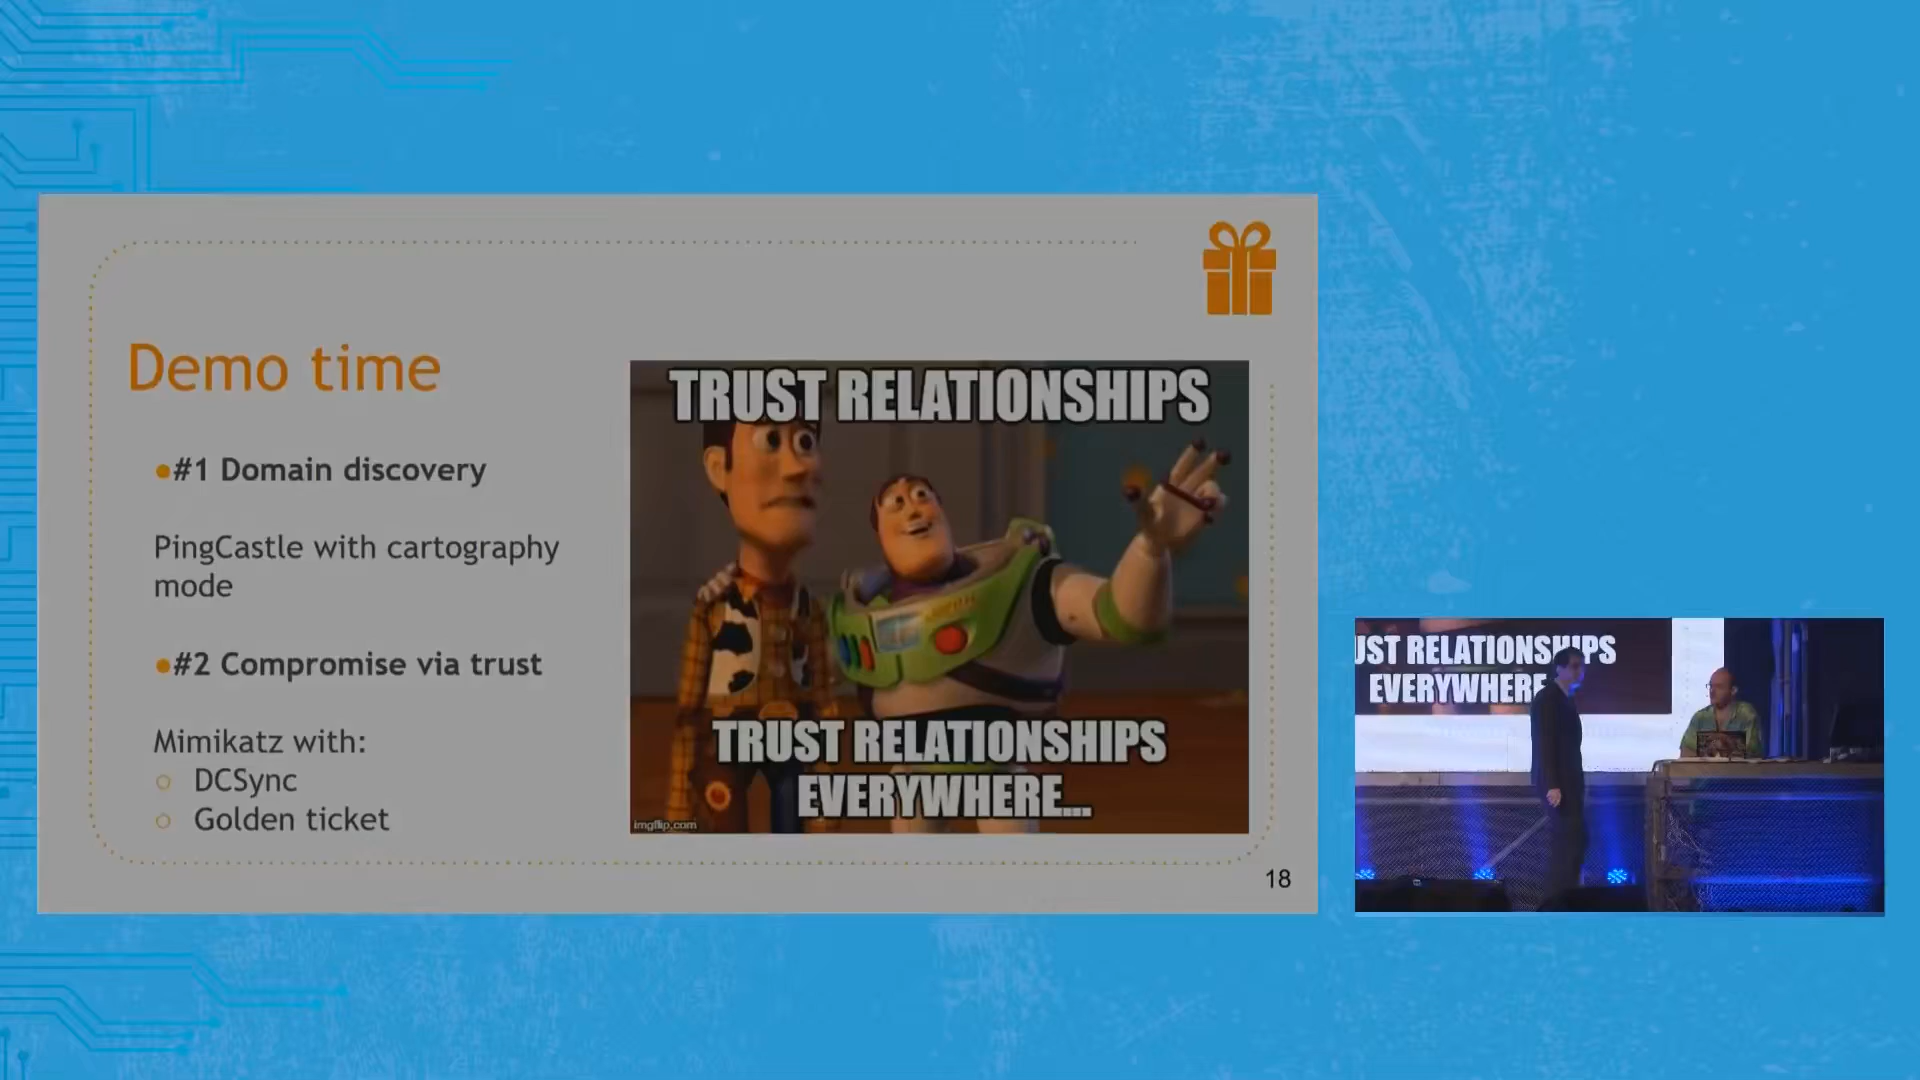 Demo time
#1 Domain discovery
PingCastle with cartography
mode
#2 Compromise via trust
Mimikatz with:
DCSync
Golden ticket
TRUST RELATIONSHIPS
TRUST RELATIONSHIPS
EVERYWHERE...
imgflip.com
18
UST RELATIONSHIPS
EVERYWHERE